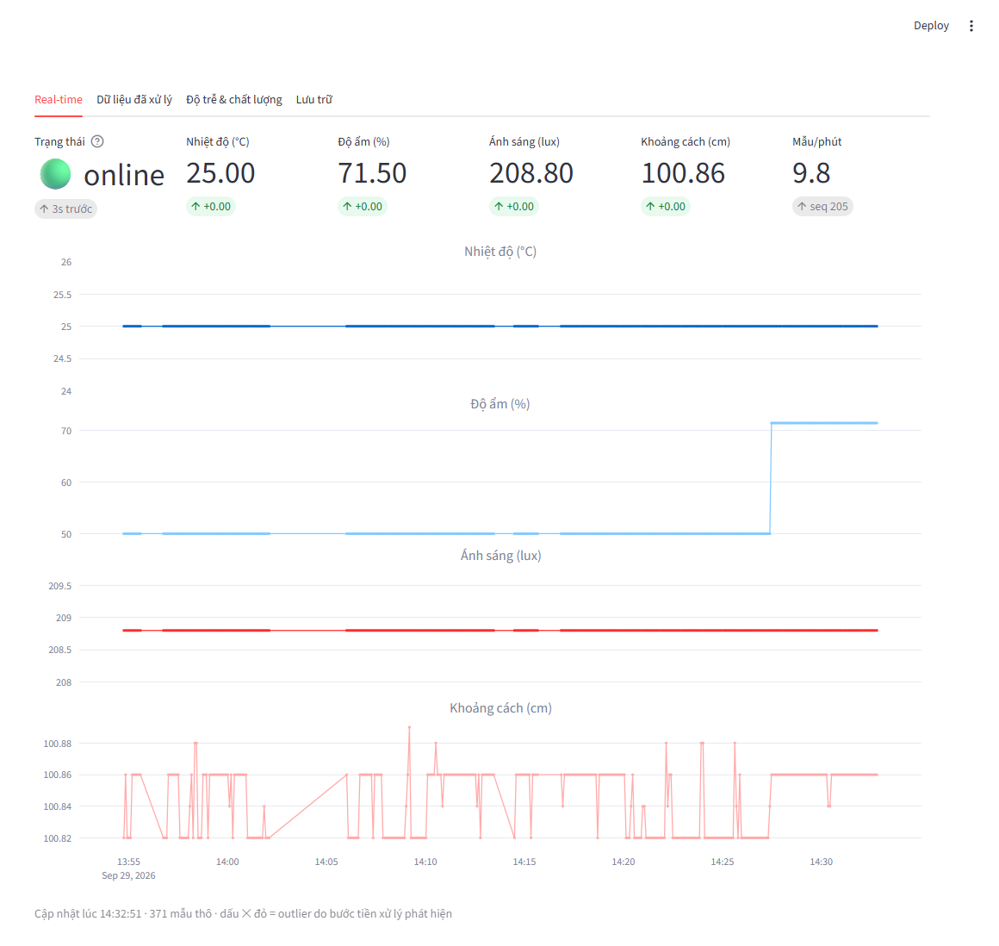 Deploy
Real-time Dữ liệu đã xử lý Độ trễ & chất lượng Lưu trữ
Trạng thái Nhiệt độ (°C) Độ ẩm (%) Ánh sáng (lux) Khoảng cách (cm) Mẫu/phút
online 25.00 71.50 208.80 100.86 9.8
↑ 3s trước ↑ +0.00 ↑ +0.00 ↑ +0.00 ↑ +0.00 ↑ seq 205
Nhiệt độ (°C)
26
25.5
25
24.5
24
Độ ẩm (%)
70
60
50
Ánh sáng (lux)
209.5
209
208.5
208
Khoảng cách (cm)
100.88
100.86
100.84
100.82
13:55 14:00 14:05 14:10 14:15 14:20 14:25 14:30
Sep 29, 2026
Cập nhật lúc 14:32:51 · 371 mẫu thô · dấu ✕ đỏ = outlier do bước tiền xử lý phát hiện